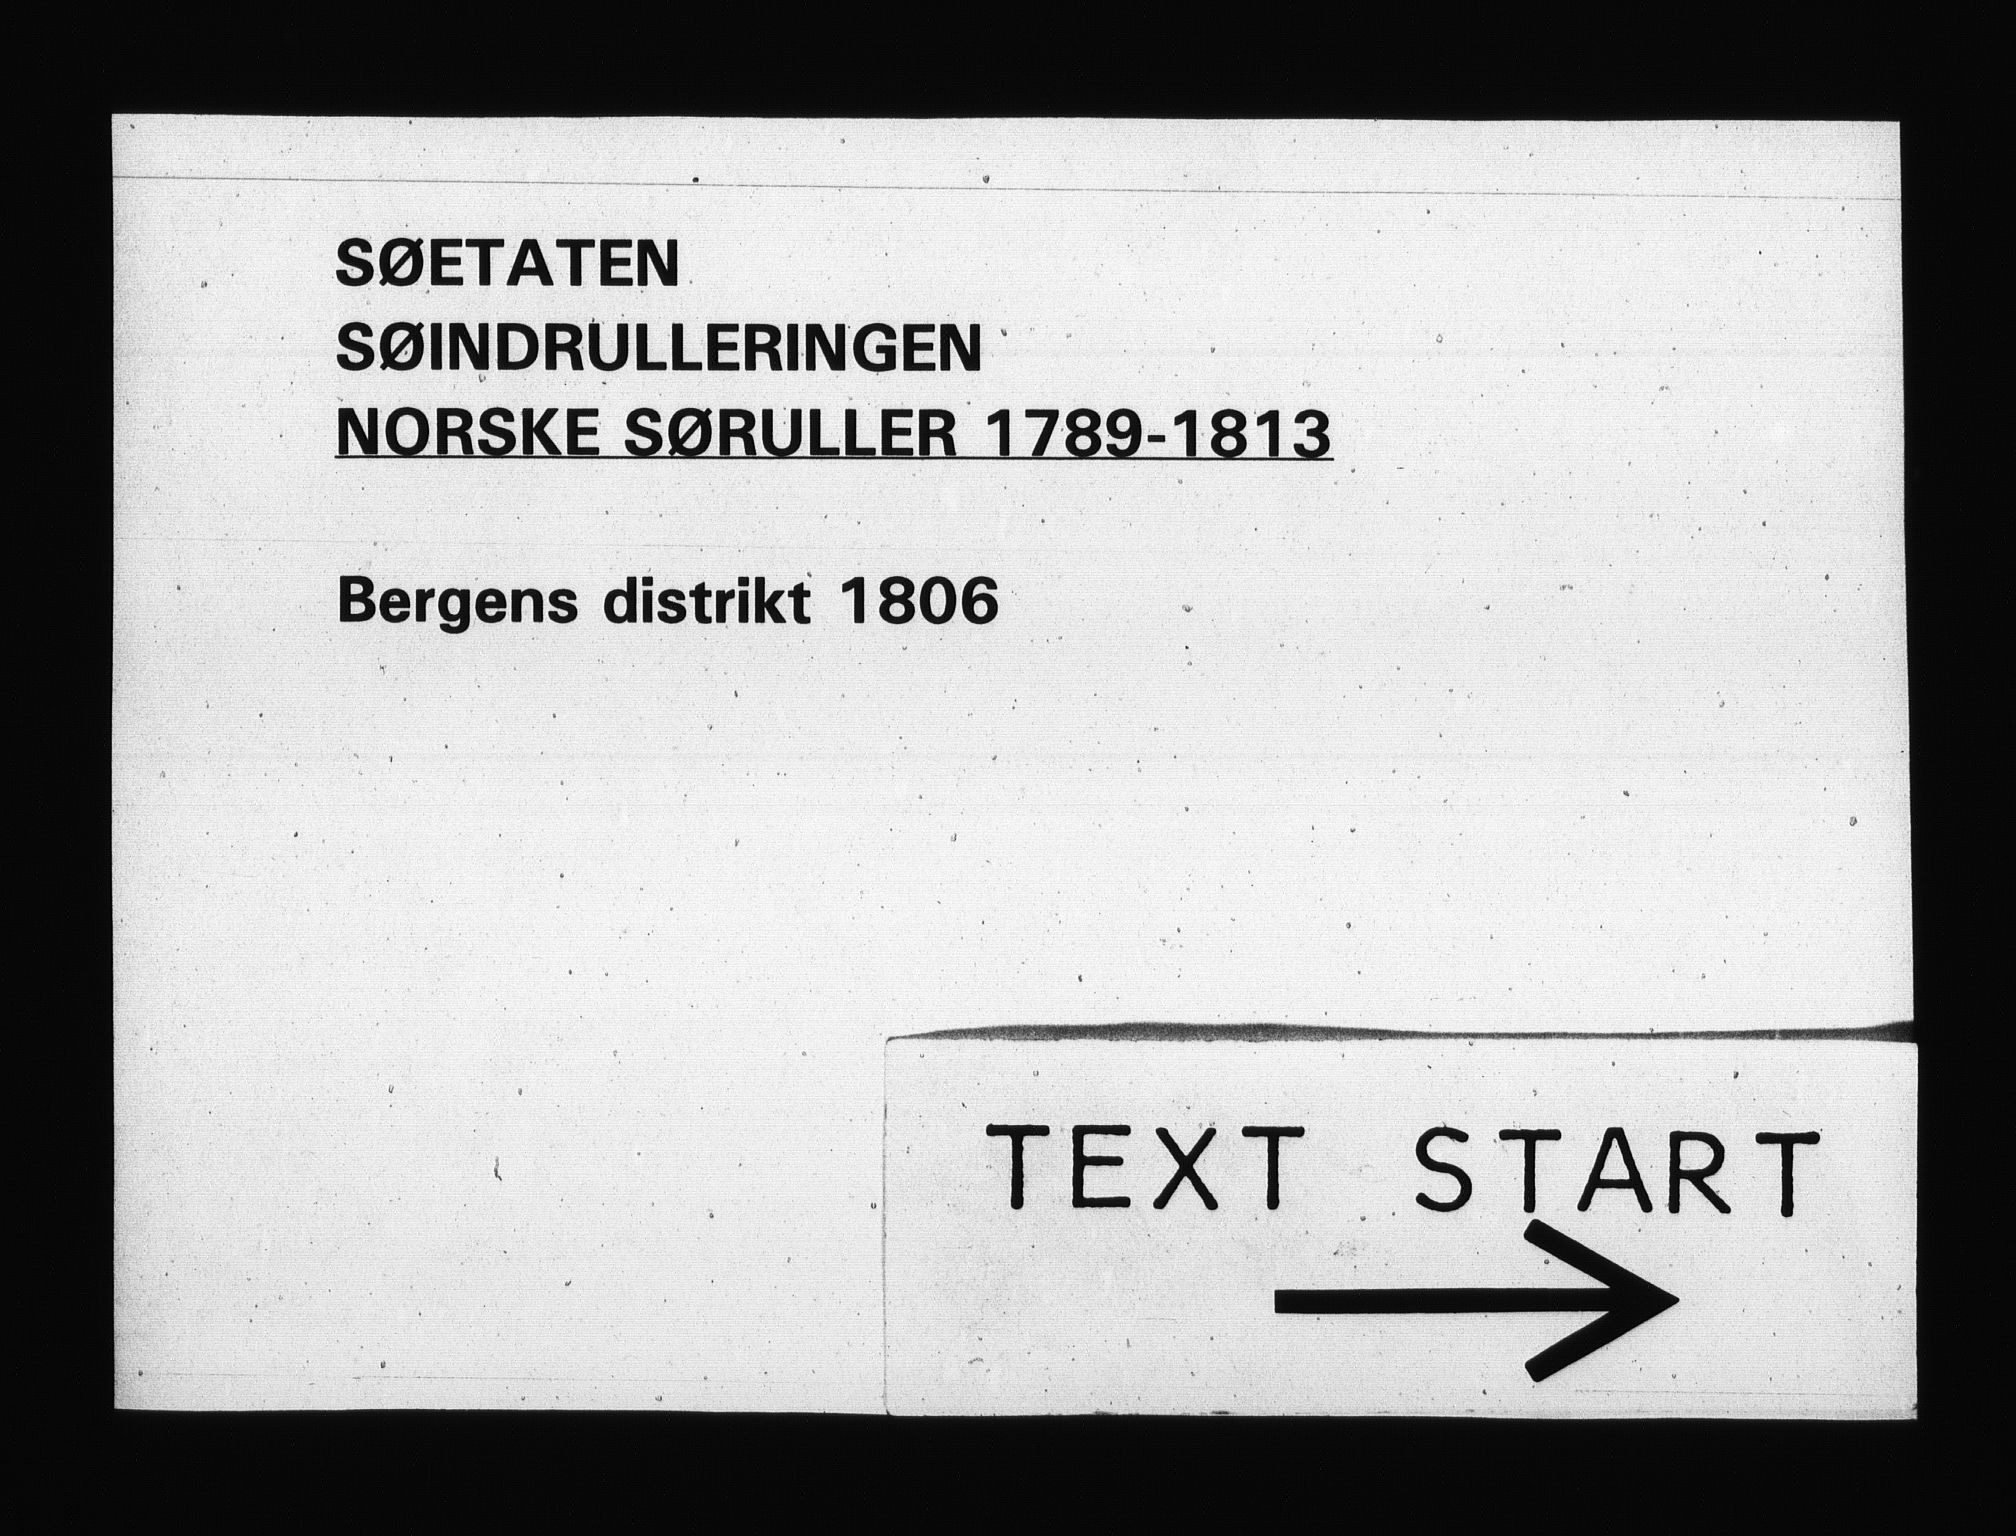 SØETATEN
SØINDRULLERINGEN
NORSKE SØRULLER 1789-1813
Bergens distrikt 1806
TEXT START